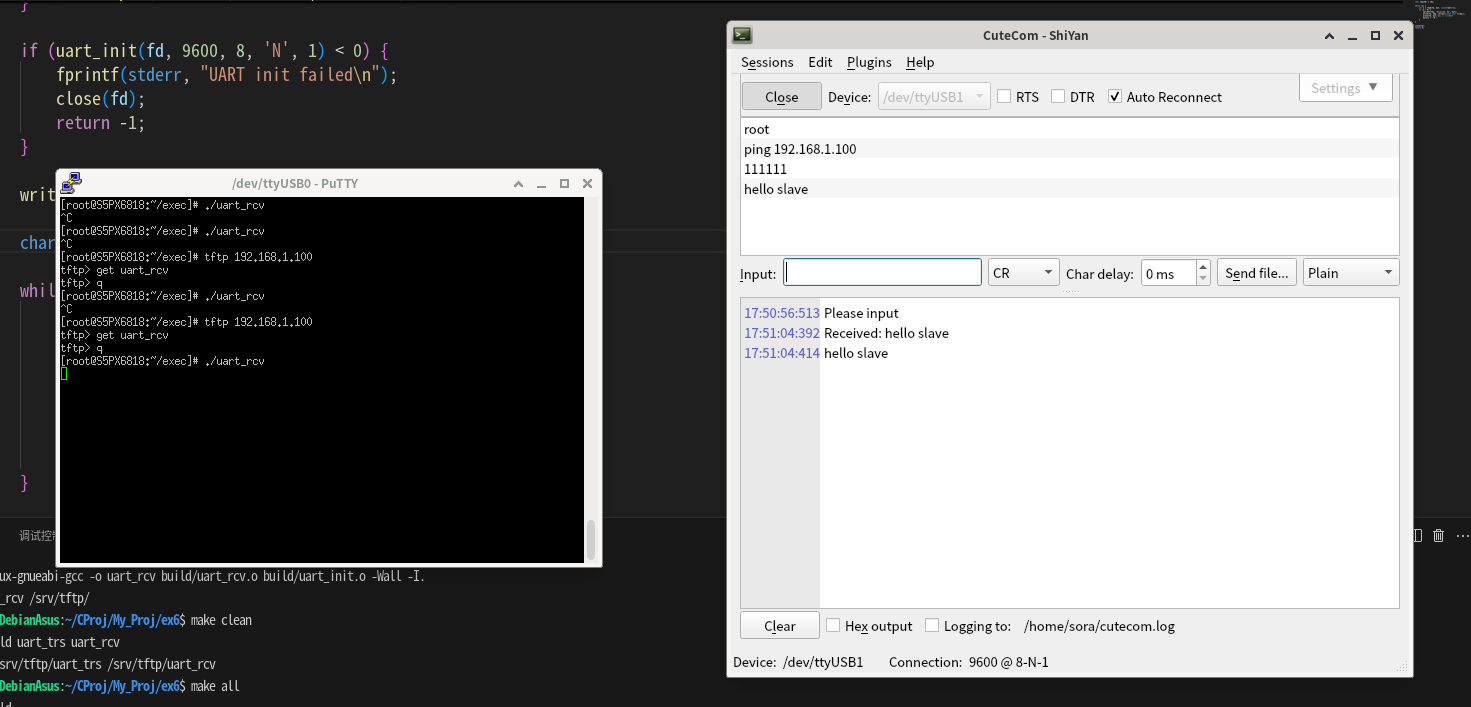 }
if (uart_init(fd, 9600, 8, 'N', 1) < 0) {
fprintf(stderr, "UART init failed\n");
close(fd);
return -1;
}
writ
char
whil
}
/dev/ttyUSB0 - PuTTY
[root@S5PX6818:~/exec]# ./uart_rcv
^C
[root@S5PX6818:~/exec]# ./uart_rcv
^C
[root@S5PX6818:~/exec]# tftp 192.168.1.100
tftp> get uart_rcv
tftp> q
[root@S5PX6818:~/exec]# ./uart_rcv
^C
[root@S5PX6818:~/exec]# tftp 192.168.1.100
tftp> get uart_rcv
tftp> q
[root@S5PX6818:~/exec]# ./uart_rcv
调试控
ux-gnueabi-gcc -o uart_rcv build/uart_rcv.o build/uart_init.o -Wall -I.
_rcv /srv/tftp/
DebianAsus:~/CProj/My_Proj/ex6$ make clean
ld uart_trs uart_rcv
srv/tftp/uart_trs /srv/tftp/uart_rcv
DebianAsus:~/CProj/My_Proj/ex6$ make all
ld
CuteCom - ShiYan
Sessions Edit Plugins Help
Close Device: /dev/ttyUSB1 RTS DTR Auto Reconnect Settings
root
ping 192.168.1.100
111111
hello slave
Input: CR Char delay: 0 ms Send file... Plain
17:50:56:513 Please input
17:51:04:392 Received: hello slave
17:51:04:414 hello slave
Clear Hex output Logging to: /home/sora/cutecom.log
Device: /dev/ttyUSB1 Connection: 9600 @ 8-N-1